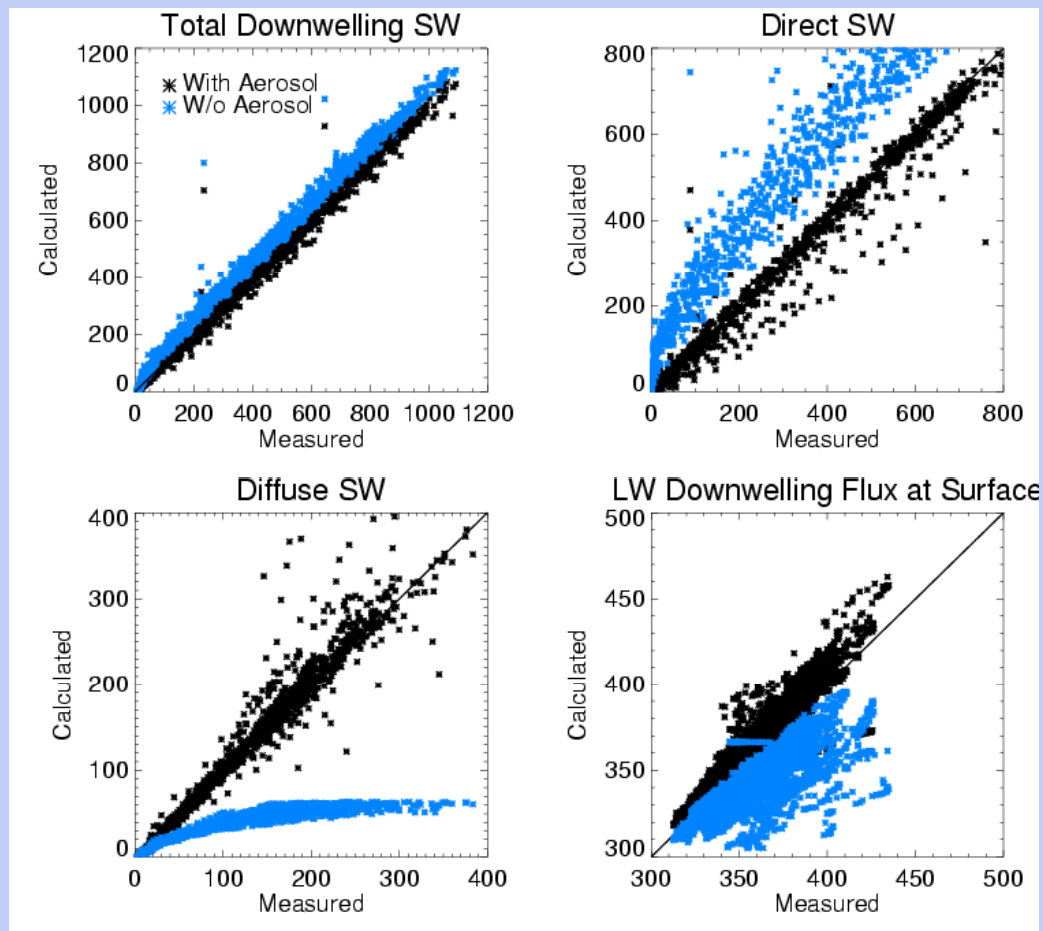 Total Downwelling SW
1200
1000
800
600
400
200
0
Calculated
With Aerosol
W/o Aerosol
0 200 400 600 800 1000 1200
Measured
Direct SW
800
600
400
200
0
Calculated
0 200 400 600 800
Measured
Diffuse SW
400
300
200
100
0
Calculated
0 100 200 300 400
Measured
LW Downwelling Flux at Surface
500
450
400
350
300
Calculated
300 350 400 450 500
Measured